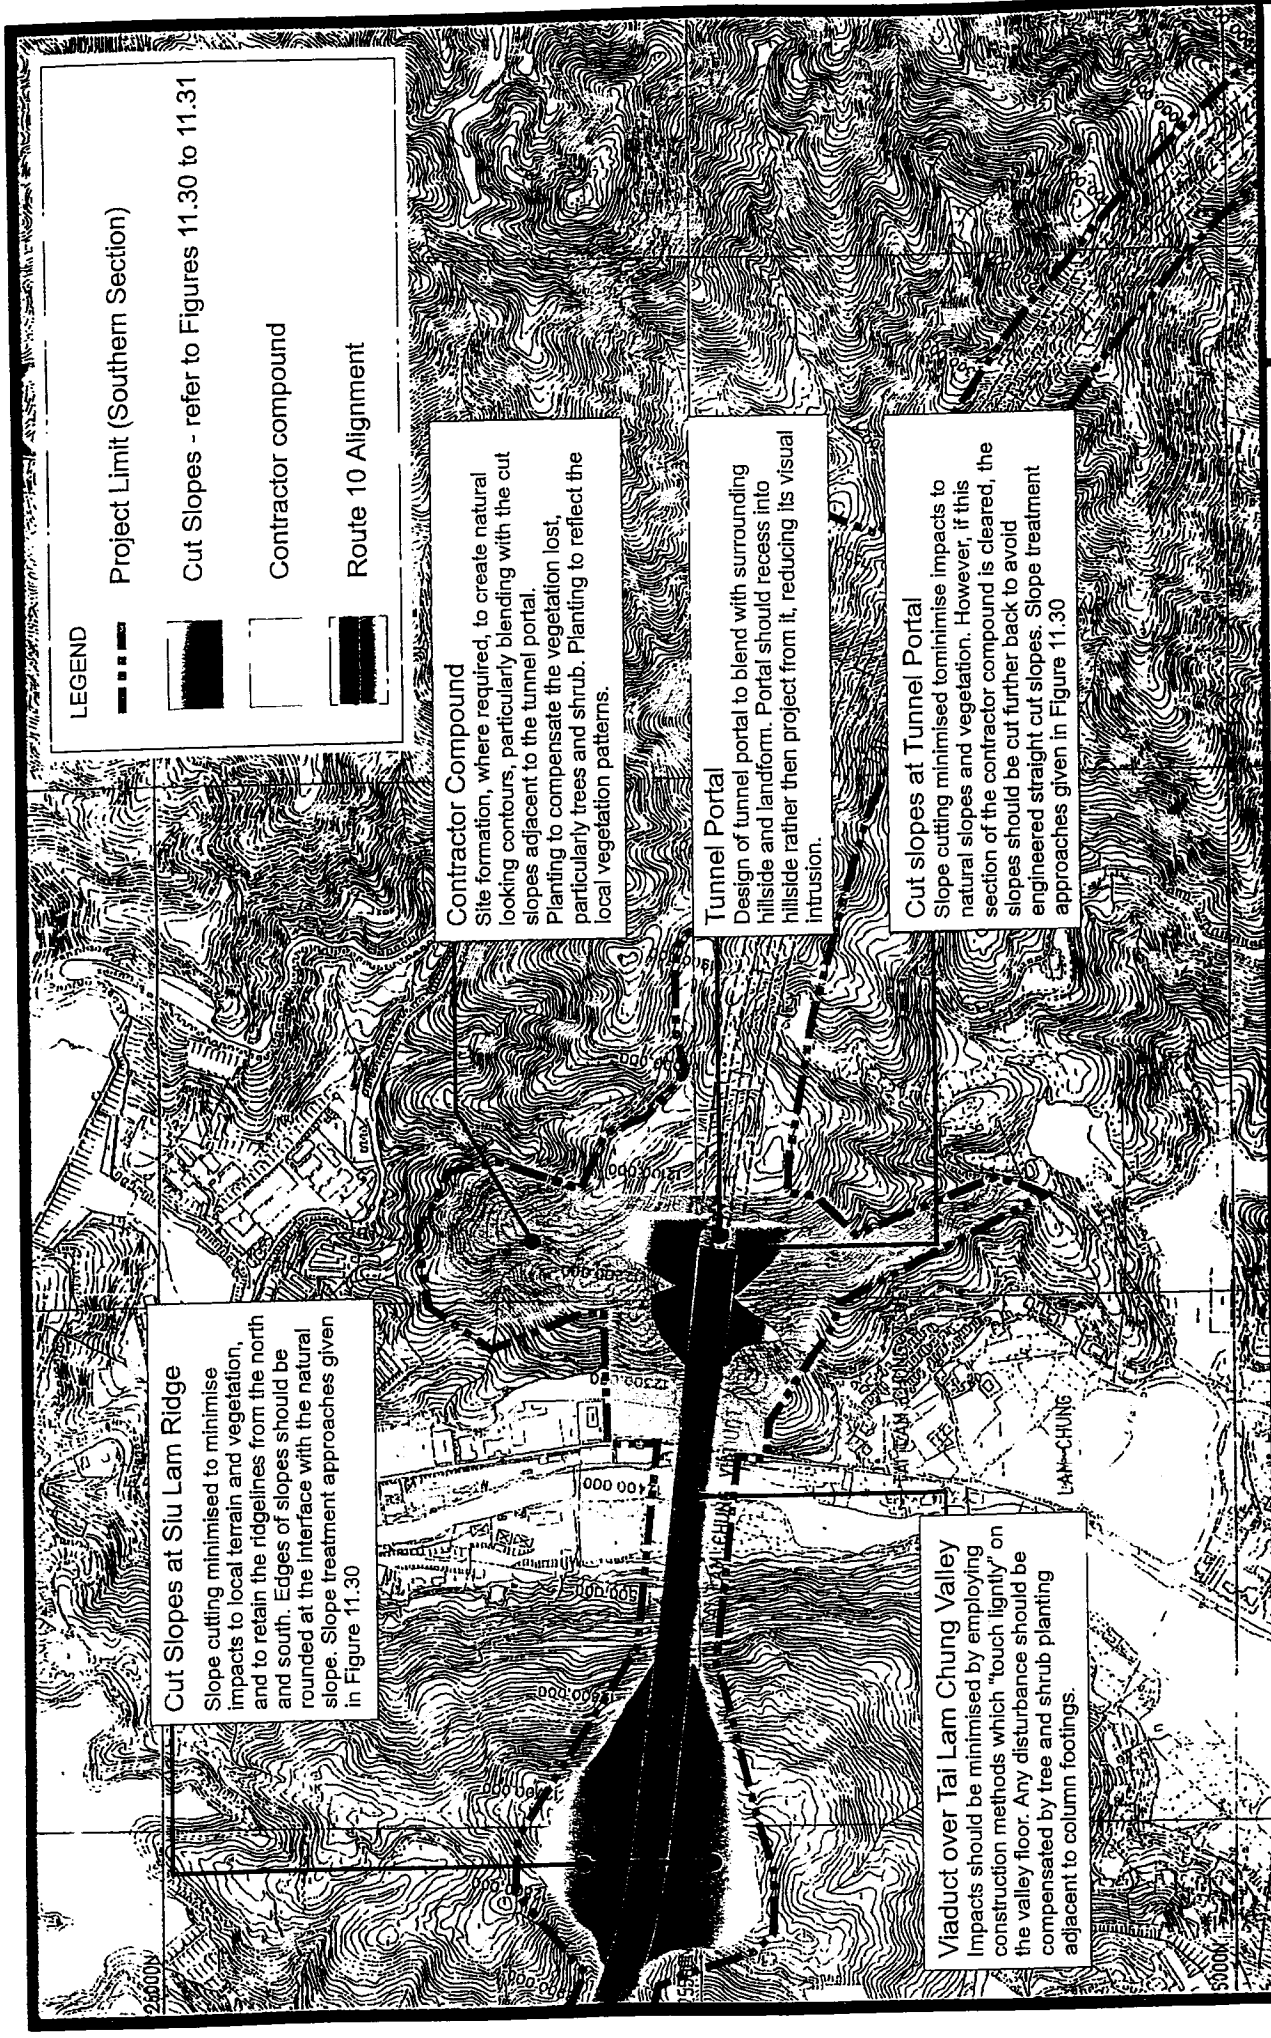 LEGEND
Project Limit (Southern Section)
Cut Slopes - refer to Figures 11.30 to 11.31
Contractor compound
Route 10 Alignment
Cut Slopes at Siu Lam Ridge
Slope cutting minimised to minimise
impacts to local terrain and vegetation,
and to retain the ridgelines from the north
and south. Edges of slopes should be
rounded at the interface with the natural
slope. Slope treatment approaches given
in Figure 11.30
Contractor Compound
Site formation, where required, to create natural
looking contours, particularly blending with the cut
slopes adjacent to the tunnel portal.
Planting to compensate the vegetation lost,
particularly trees and shrub. Planting to reflect the
local vegetation patterns.
Tunnel Portal
Design of tunnel portal to blend with surrounding
hillside and landform. Portal should recess into
hillside rather then project from it, reducing its visual
intrusion.
Cut slopes at Tunnel Portal
Slope cutting minimised tominimise impacts to
natural slopes and vegetation. However, if this
section of the contractor compound is cleared, the
slopes should be cut further back to avoid
engineered straight cut slopes. Slope treatment
approaches given in Figure 11.30
Viaduct over Tai Lam Chung Valley
Impacts should be minimised by employing
construction methods which "touch lightly" on
the valley floor. Any disturbance should be
compensated by tree and shrub planting
adjacent to column footings.
LAM CHUNG